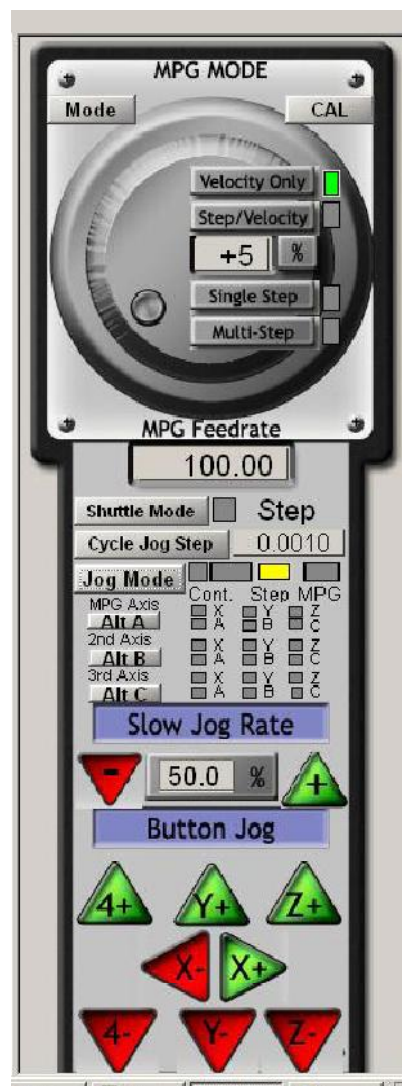 MPG MODE
Mode CAL
Velocity Only
Step/Velocity
+5 %
Single Step
Multi-Step
MPG Feedrate
100.00
Shuttle Mode Step
Cycle Jog Step 0.0010
Jog Mode
Cont. Step MPG
MPG Axis X Y Z
Alt A A B C
2nd Axis X Y Z
Alt B A B C
3rd Axis X Y Z
Alt C A B C
Slow Jog Rate
- 50.0 % +
Button Jog
4+ Y+ Z+
X- X+
4- Y- Z-